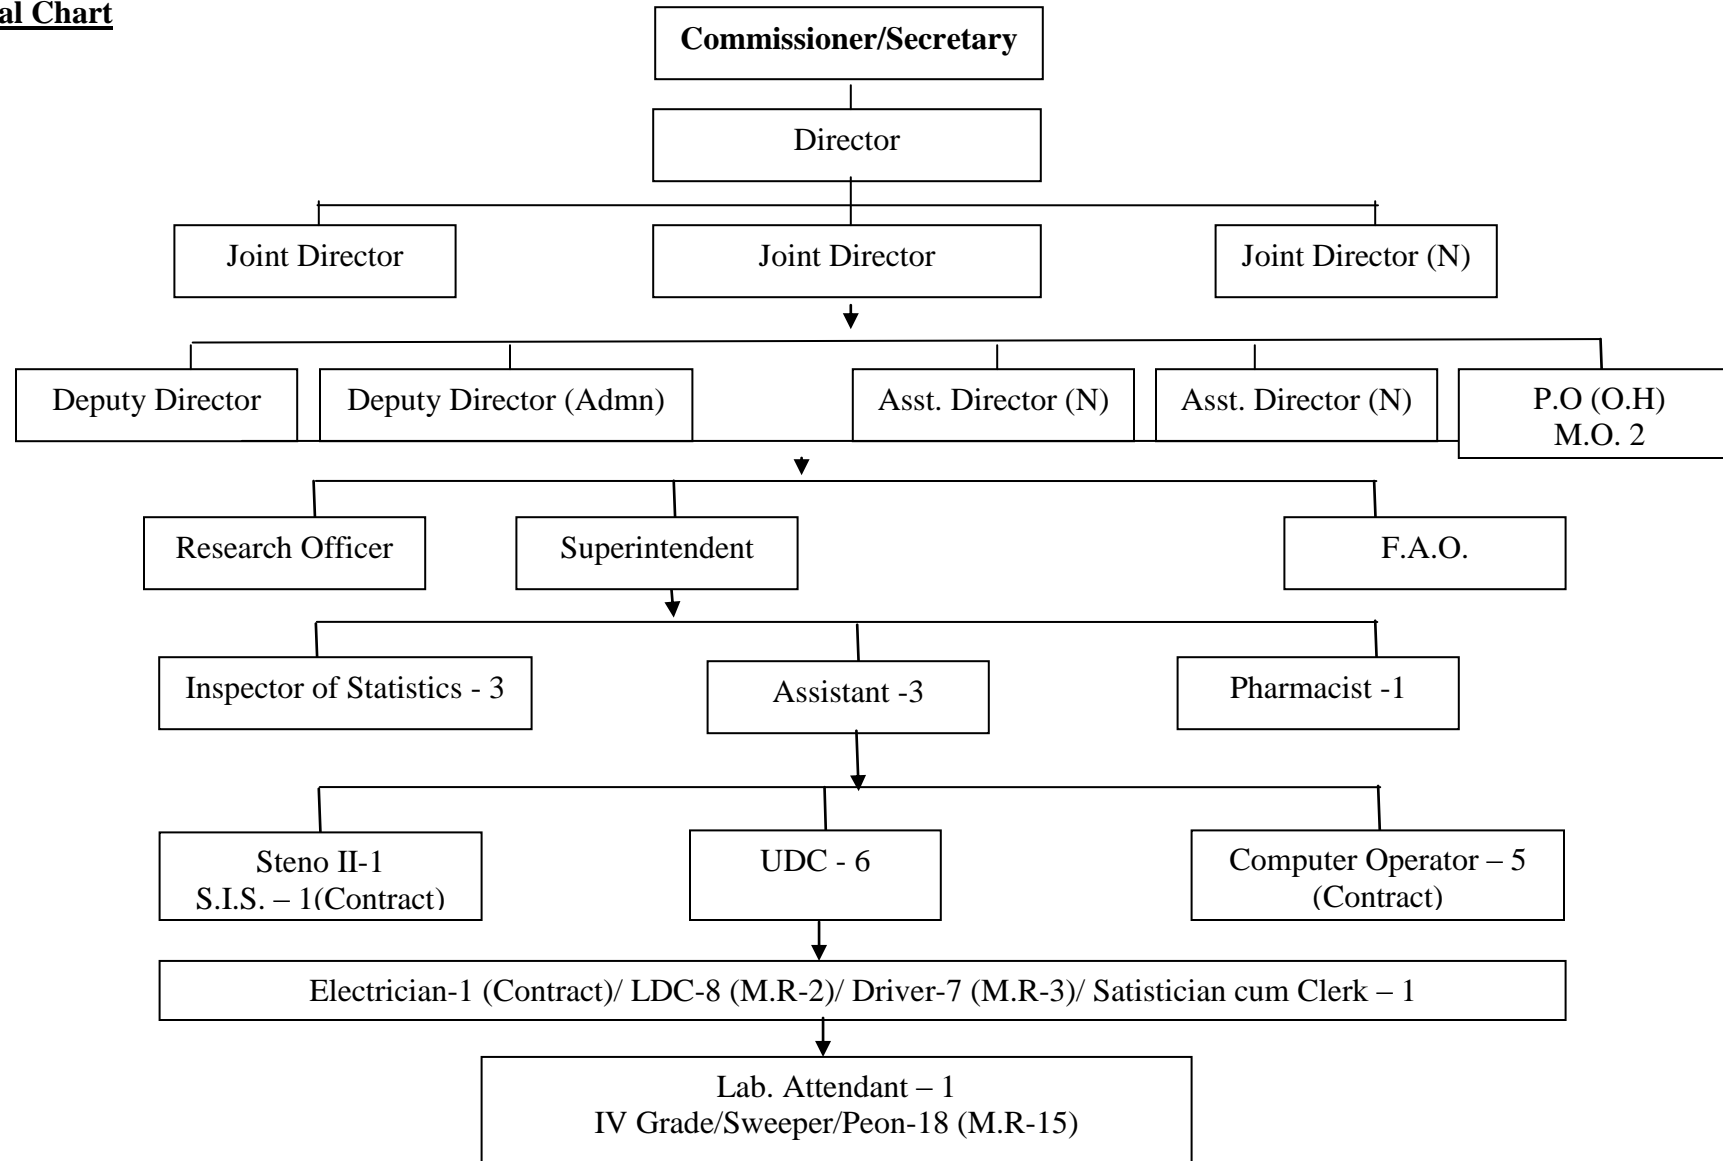 al Chart
Commissioner/Secretary
Director
Joint Director
Joint Director
Joint Director (N)
Deputy Director
Deputy Director (Admn)
Asst. Director (N)
Asst. Director (N)
P.O (O.H)
M.O. 2
Research Officer
Superintendent
F.A.O.
Inspector of Statistics - 3
Assistant -3
Pharmacist -1
Steno II-1
S.I.S. – 1(Contract)
UDC - 6
Computer Operator – 5
(Contract)
Electrician-1 (Contract)/ LDC-8 (M.R-2)/ Driver-7 (M.R-3)/ Satistician cum Clerk – 1
Lab. Attendant – 1
IV Grade/Sweeper/Peon-18 (M.R-15)